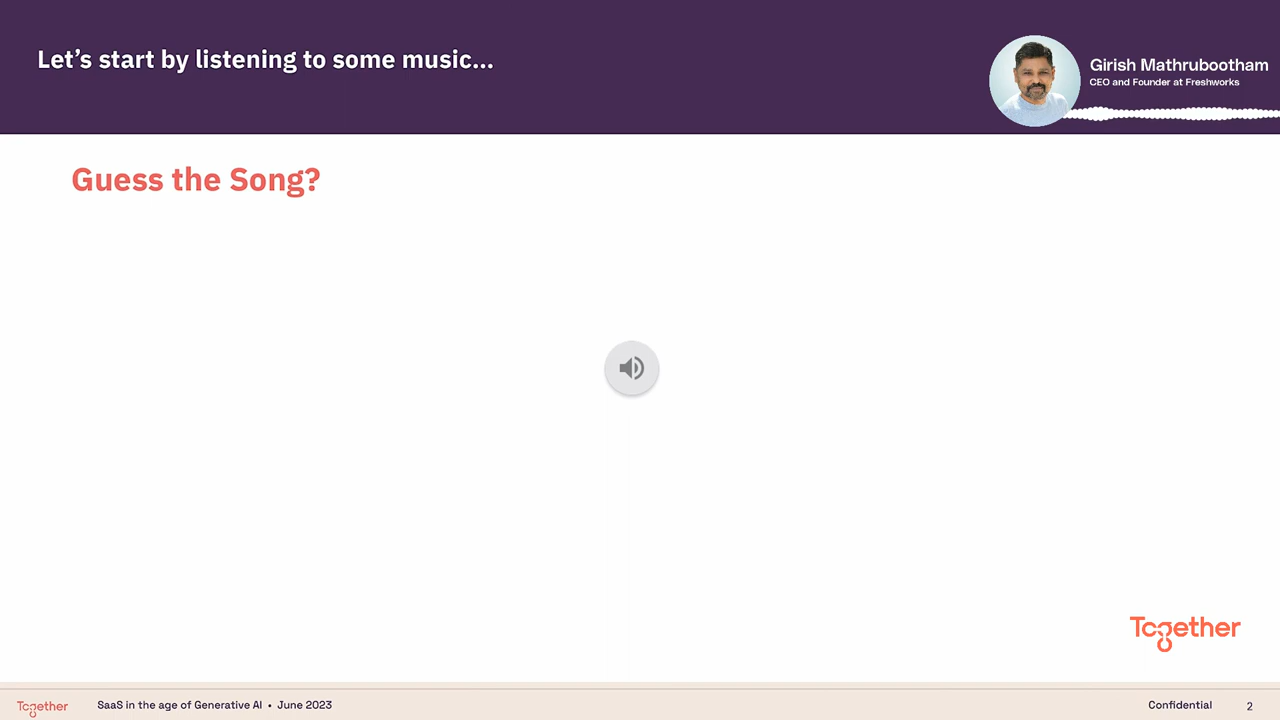 Let’s start by listening to some music...
Girish Mathrubootham
CEO and Founder at Freshworks
Guess the Song?
Together
Together
SaaS in the age of Generative AI • June 2023
Confidential
2